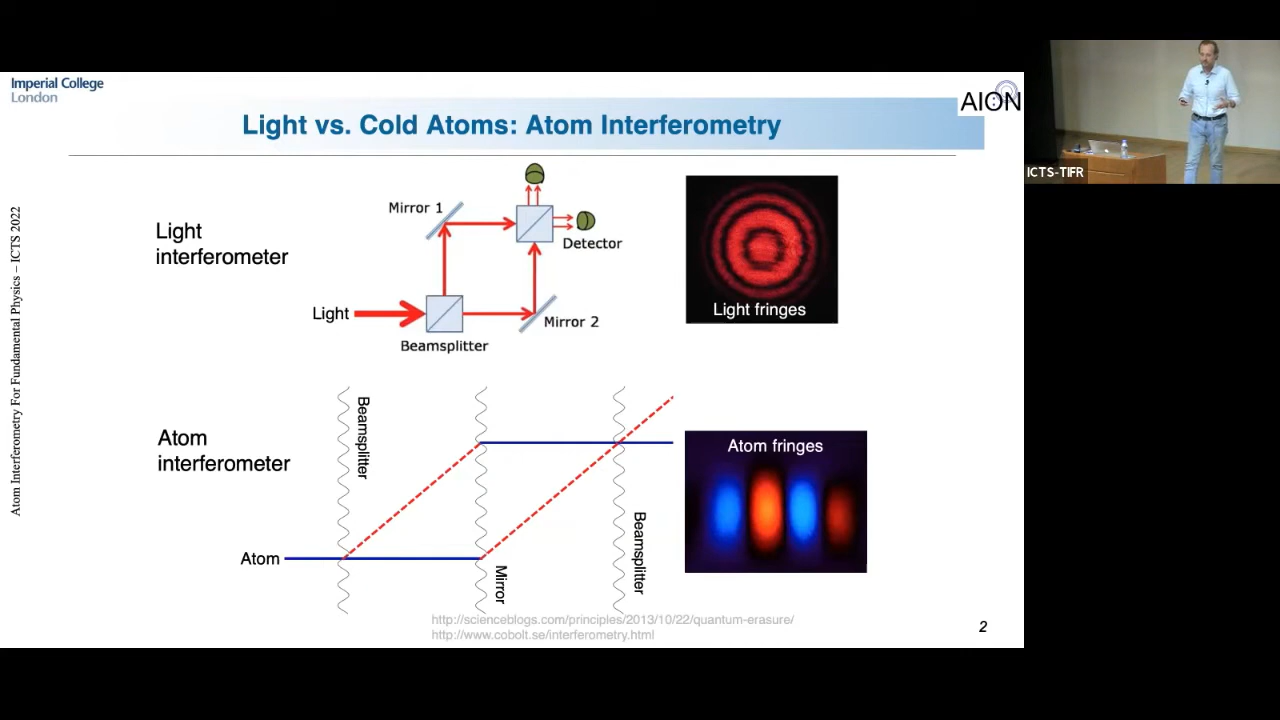 Imperial College
London
AION
Light vs. Cold Atoms: Atom Interferometry
ICTS-TIFR
Atom Interferometry For Fundamental Physics – ICTS 2022
Light
interferometer
Mirror 1
Detector
Light
Mirror 2
Beamsplitter
Light fringes
Atom
interferometer
Beamsplitter
Atom
Mirror
Beamsplitter
Atom fringes
http://scienceblogs.com/principles/2013/10/22/quantum-erasure/
http://www.cobolt.se/interferometry.html
2